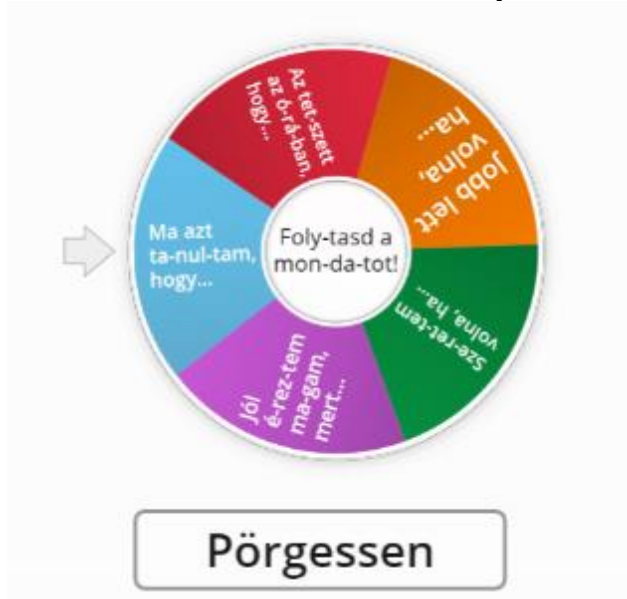 Az tet-szett
az ó-rá-ban,
hogy...
Jobb lett
volna,
ha...
Ma azt
ta-nul-tam,
hogy...
Foly-tasd a
mon-da-tot!
Sze-ret-tem
volna, ha...
Jól
é-rez-tem
ma-gam,
mert...
Pörgessen